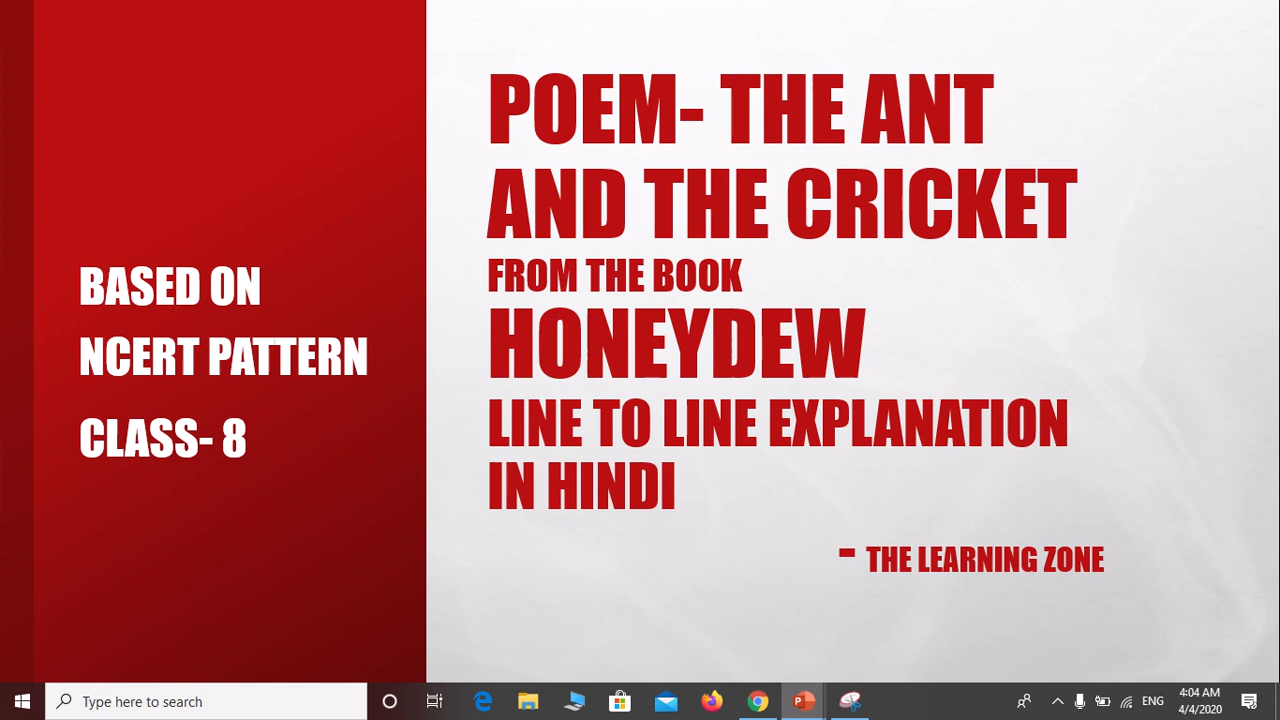 BASED ON
NCERT PATTERN
CLASS- 8
POEM- THE ANT
AND THE CRICKET
FROM THE BOOK
HONEYDEW
LINE TO LINE EXPLANATION
IN HINDI
- THE LEARNING ZONE
Type here to search
ENG
4:04 AM
4/4/2020